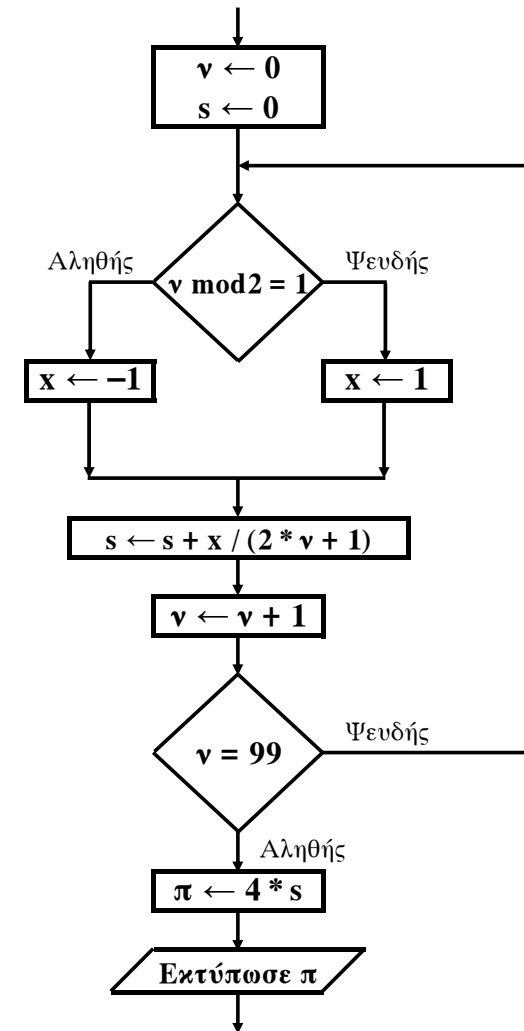 ν ← 0
s ← 0
Αληθής
ν mod2 = 1
Ψευδής
x ← −1
x ← 1
s ← s + x / (2 * ν + 1)
ν ← ν + 1
ν = 99
Ψευδής
Αληθής
π ← 4 * s
Εκτύπωσε π